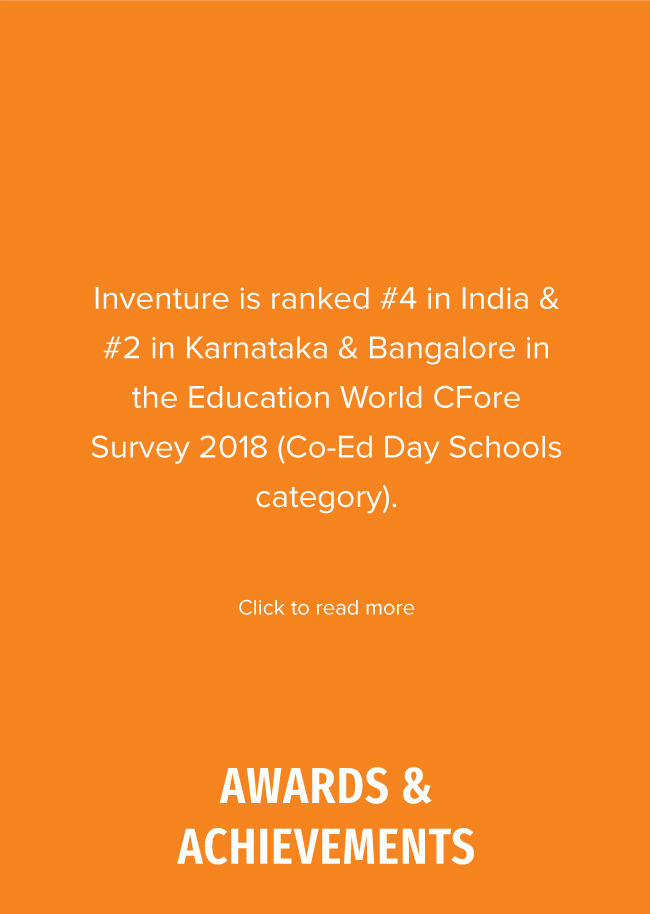 Inventure is ranked #4 in India &
#2 in Karnataka & Bangalore in
the Education World CFore
Survey 2018 (Co-Ed Day Schools
category).
Click to read more
AWARDS &
ACHIEVEMENTS